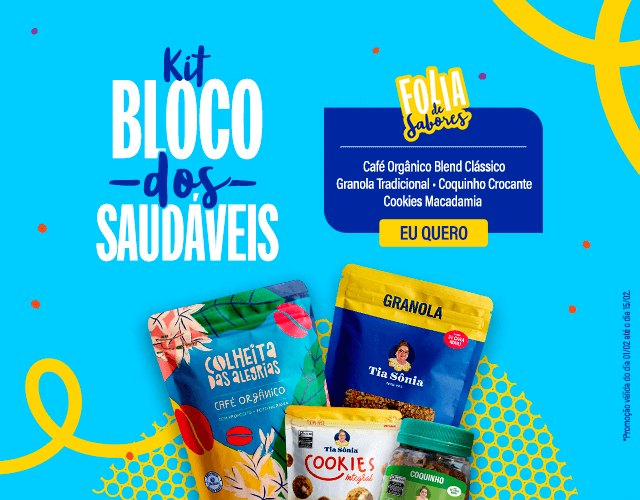 Kit
BLOCO
dos
SAUDÁVEIS
FOLIA
de
Sabores
Café Orgânico Blend Clássico
Granola Tradicional • Coquinho Crocante
Cookies Macadamia
EU QUERO
*Promoção válida do dia 01/02 até o dia 15/02.
COLHEITA
DAS ALEGRIAS
CAFÉ ORGÂNICO
GRANOLA
Tia Sônia
Tia Sônia
COOKIES
integral
COQUINHO